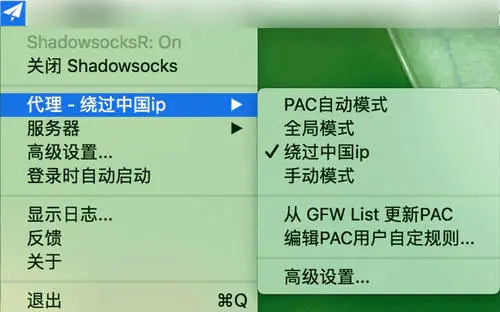 ShadowsocksR: On
关闭 Shadowsocks
代理 - 绕过中国ip
服务器
高级设置...
登录时自动启动
显示日志...
反馈
关于
退出 ⌘Q
PAC自动模式
全局模式
✓ 绕过中国ip
手动模式
从 GFW List 更新PAC
编辑PAC用户自定规则...
高级设置...